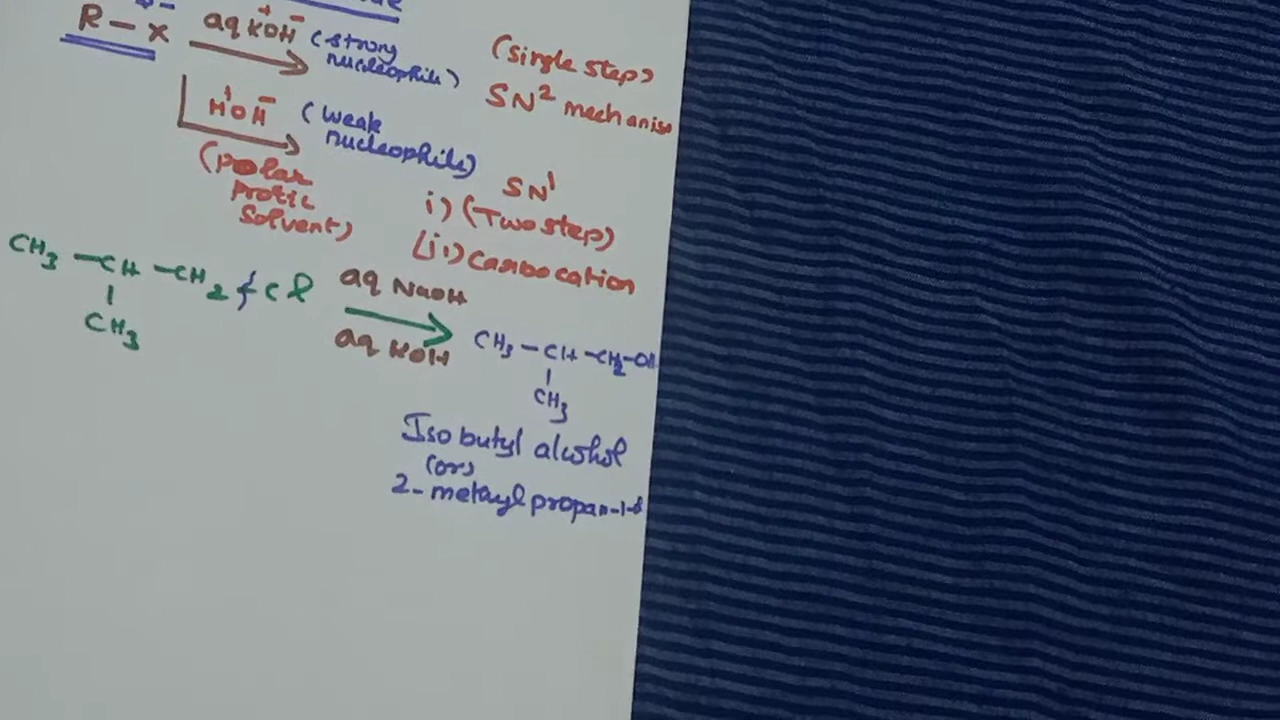 R - X aq KOH (strong nucleophile) (single step)
SN² mechanism
HOH (weak nucleophile)
(polar protic solvent)
SN¹
i) (Two step)
(ii) carbocation
CH₃ - CH - CH₂ + Cl aq NaOH
aq KOH
CH₃
CH₃ - CH - CH₂ - OH
CH₃
Iso butyl alcohol
(or)
2-methyl propan-1-